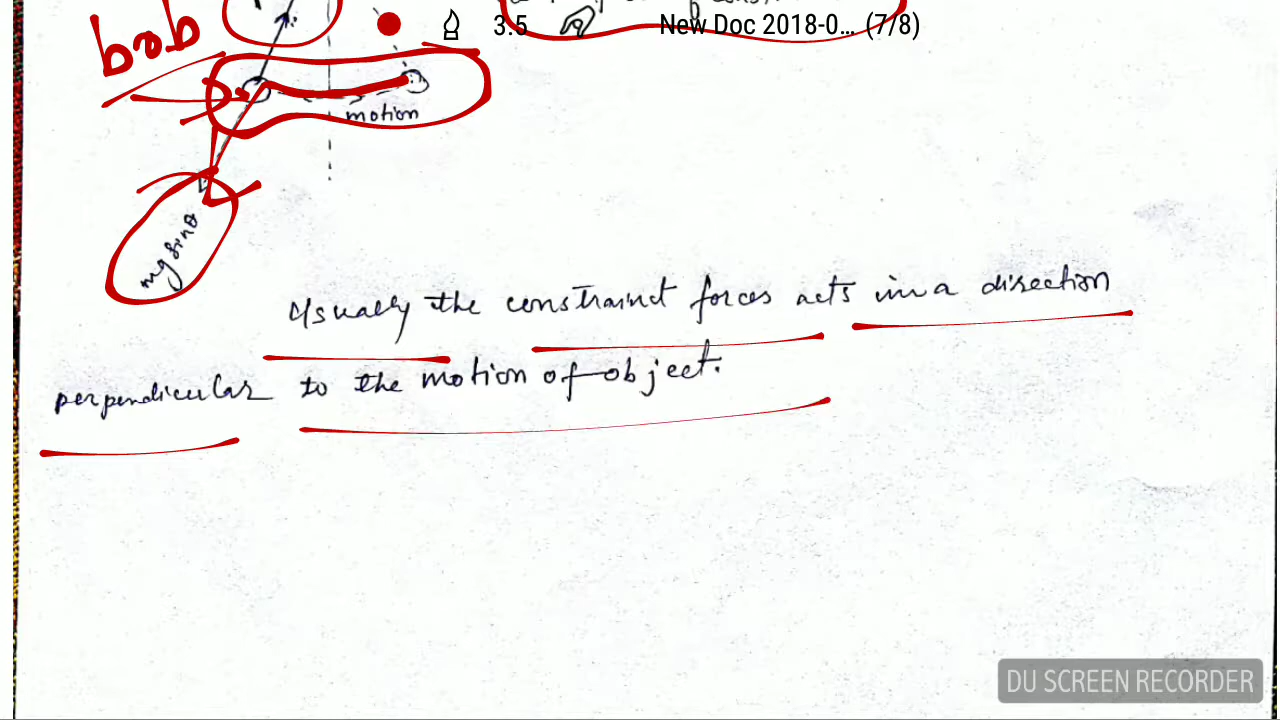 bob
3.5
New Doc 2018-0... (7/8)
motion
mg sinθ
Usually the constraint forces acts in a direction
perpendicular to the motion of object.
DU SCREEN RECORDER